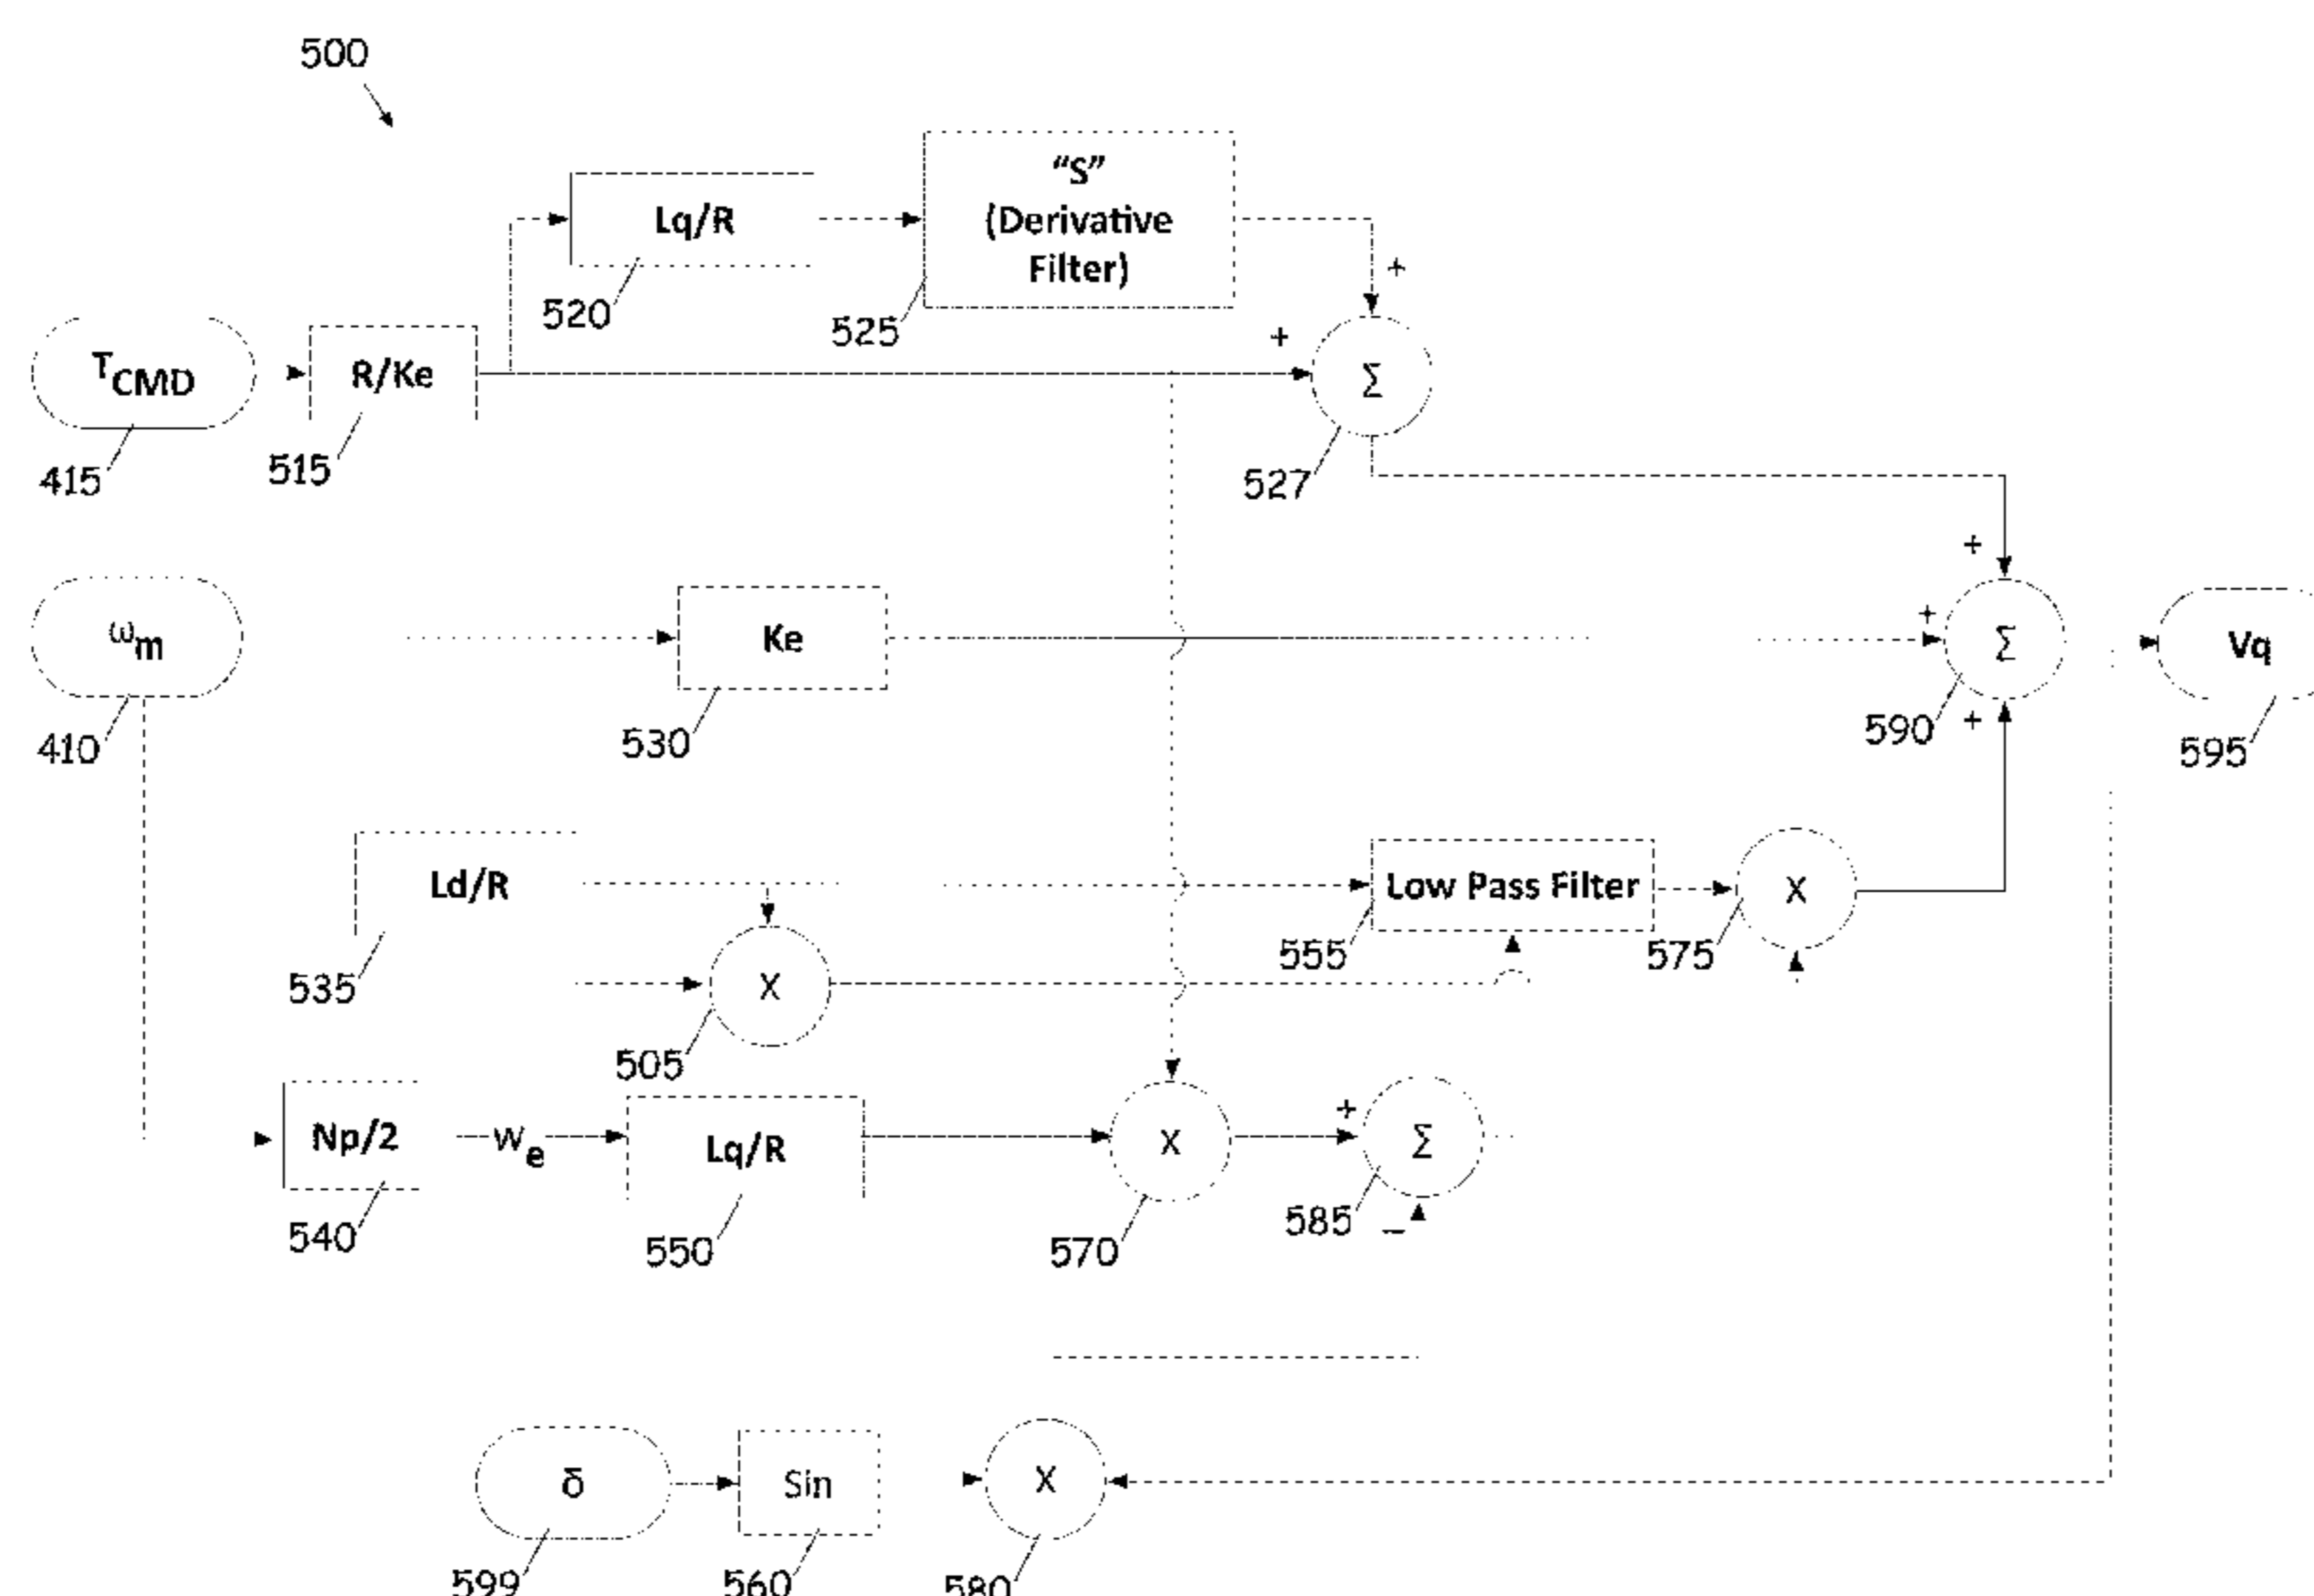 500
"S"
(Derivative
Filter)
Lq/R
520
525
+
+
TCMD
R/Ke
Σ
415
515
527
+
ωm
Ke
+
Σ
Vq
410
530
590
+
595
Ld/R
Low Pass Filter
X
535
555
575
X
505
Np/2
We
Lq/R
X
+
Σ
540
550
570
585
–
δ
Sin
X
599
560
580